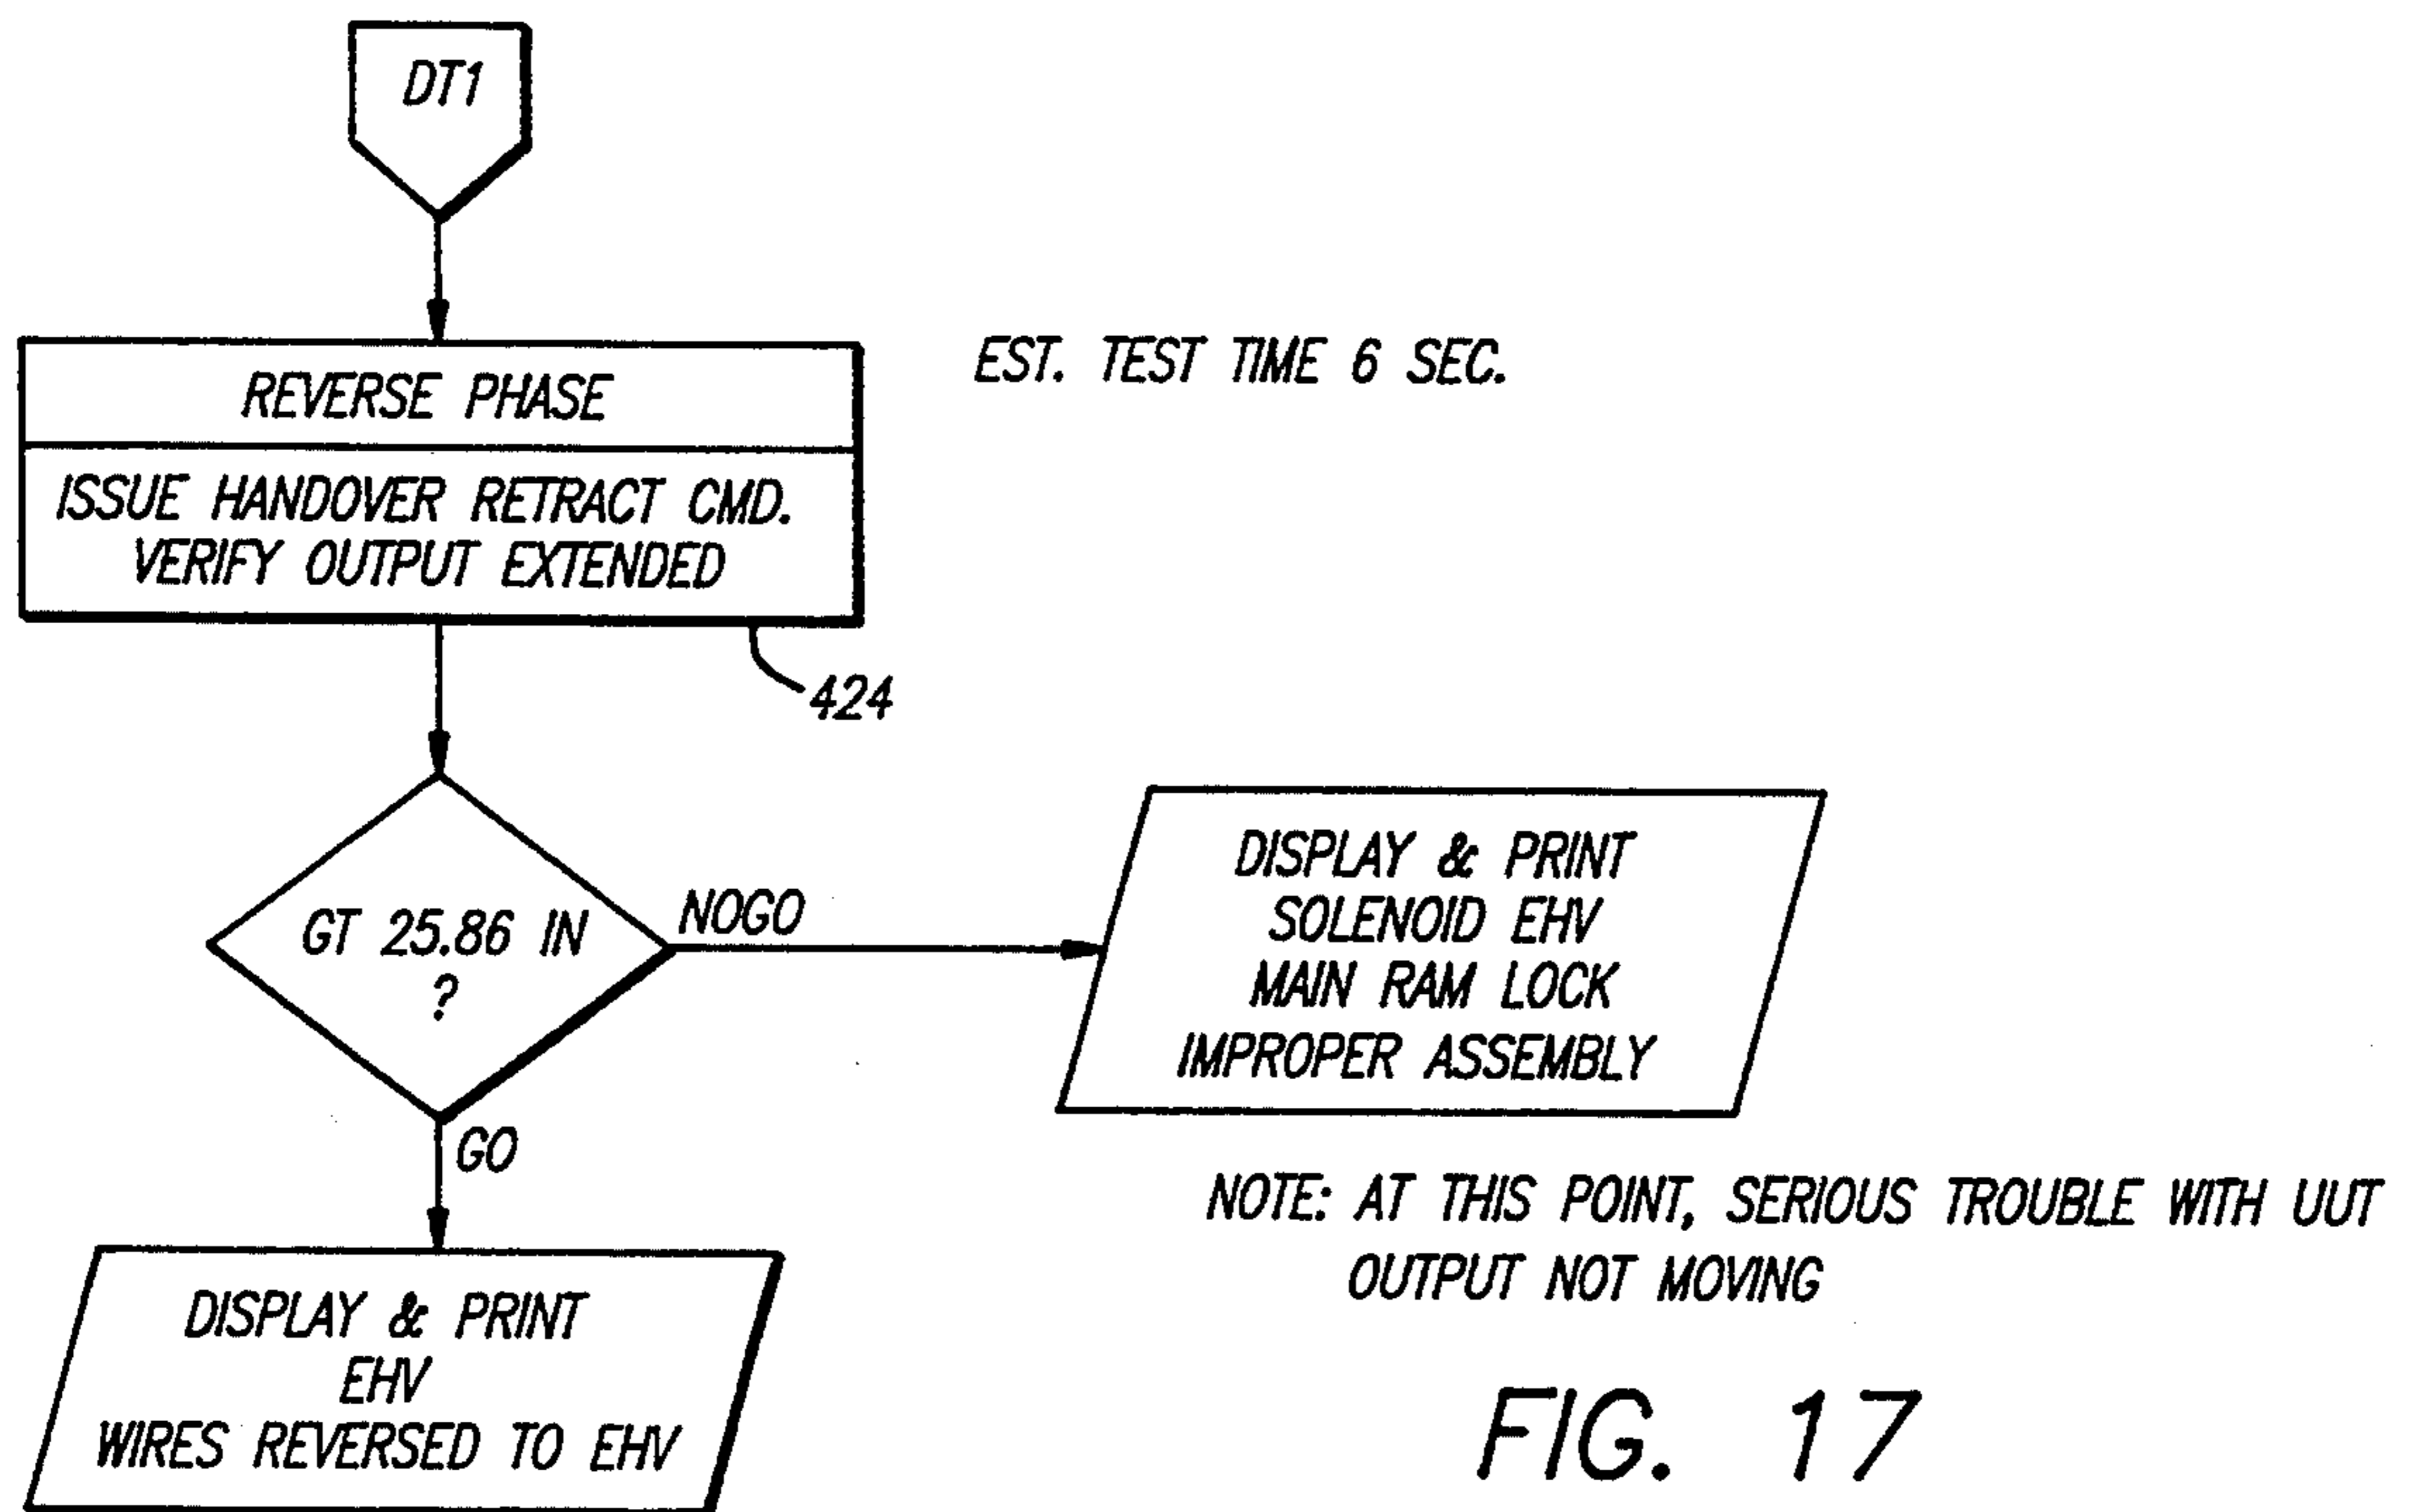 DT1
REVERSE PHASE
EST. TEST TIME 6 SEC.
ISSUE HANDOVER RETRACT CMD.
VERIFY OUTPUT EXTENDED
424
GT 25.86 IN
?
NOGO
DISPLAY & PRINT
SOLENOID EHV
MAIN RAM LOCK
IMPROPER ASSEMBLY
GO
NOTE: AT THIS POINT, SERIOUS TROUBLE WITH UUT
OUTPUT NOT MOVING
DISPLAY & PRINT
EHV
WIRES REVERSED TO EHV
FIG. 17